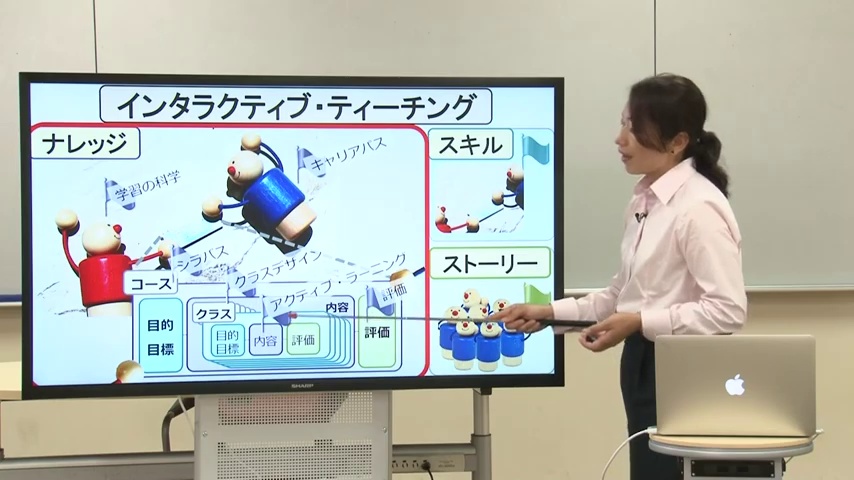 インタラクティブ・ティーチング
ナレッジ
スキル
学習の科学
キャリアパス
シラバス
クラスデザイン
アクティブ・ラーニング
評価
ストーリー
コース
目的
目標
クラス
内容
目的
目標
内容
評価
評価
SHARP